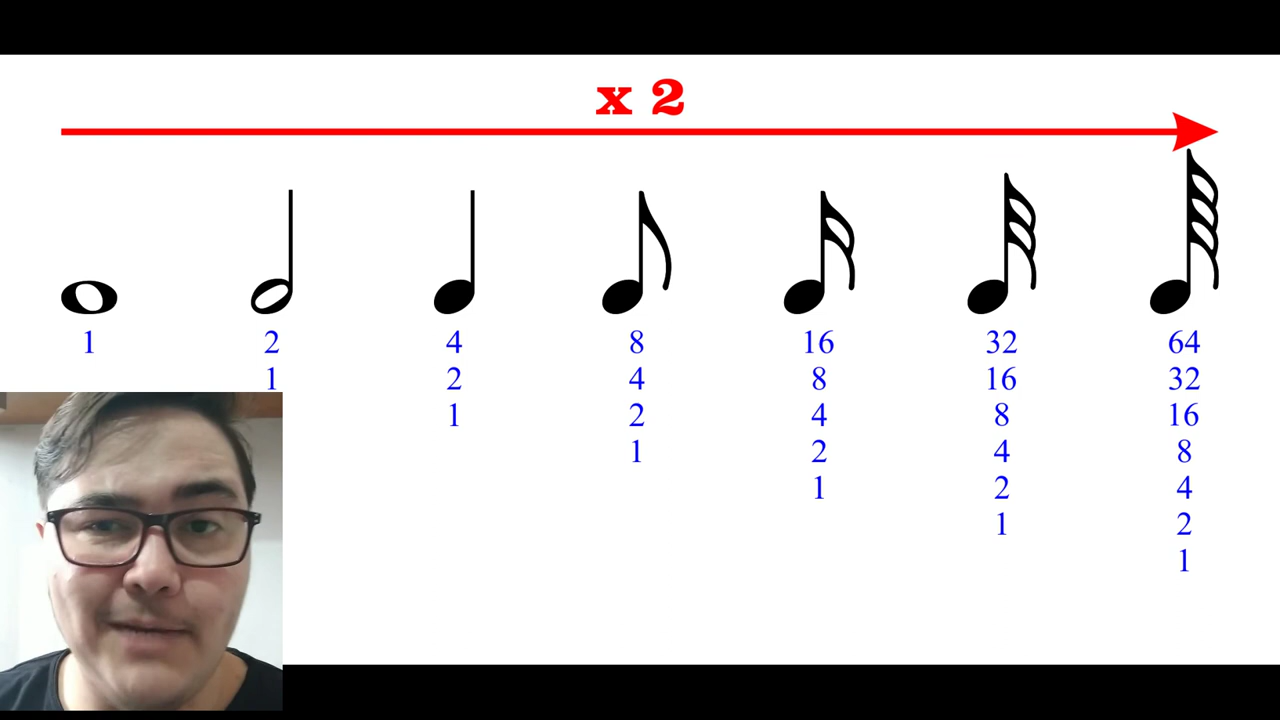 x 2
1 2 4 8 16 32 64
1 2 4 8 16 32
1 2 4 8 16
1 2 4 8
1 2 4
1 2
1